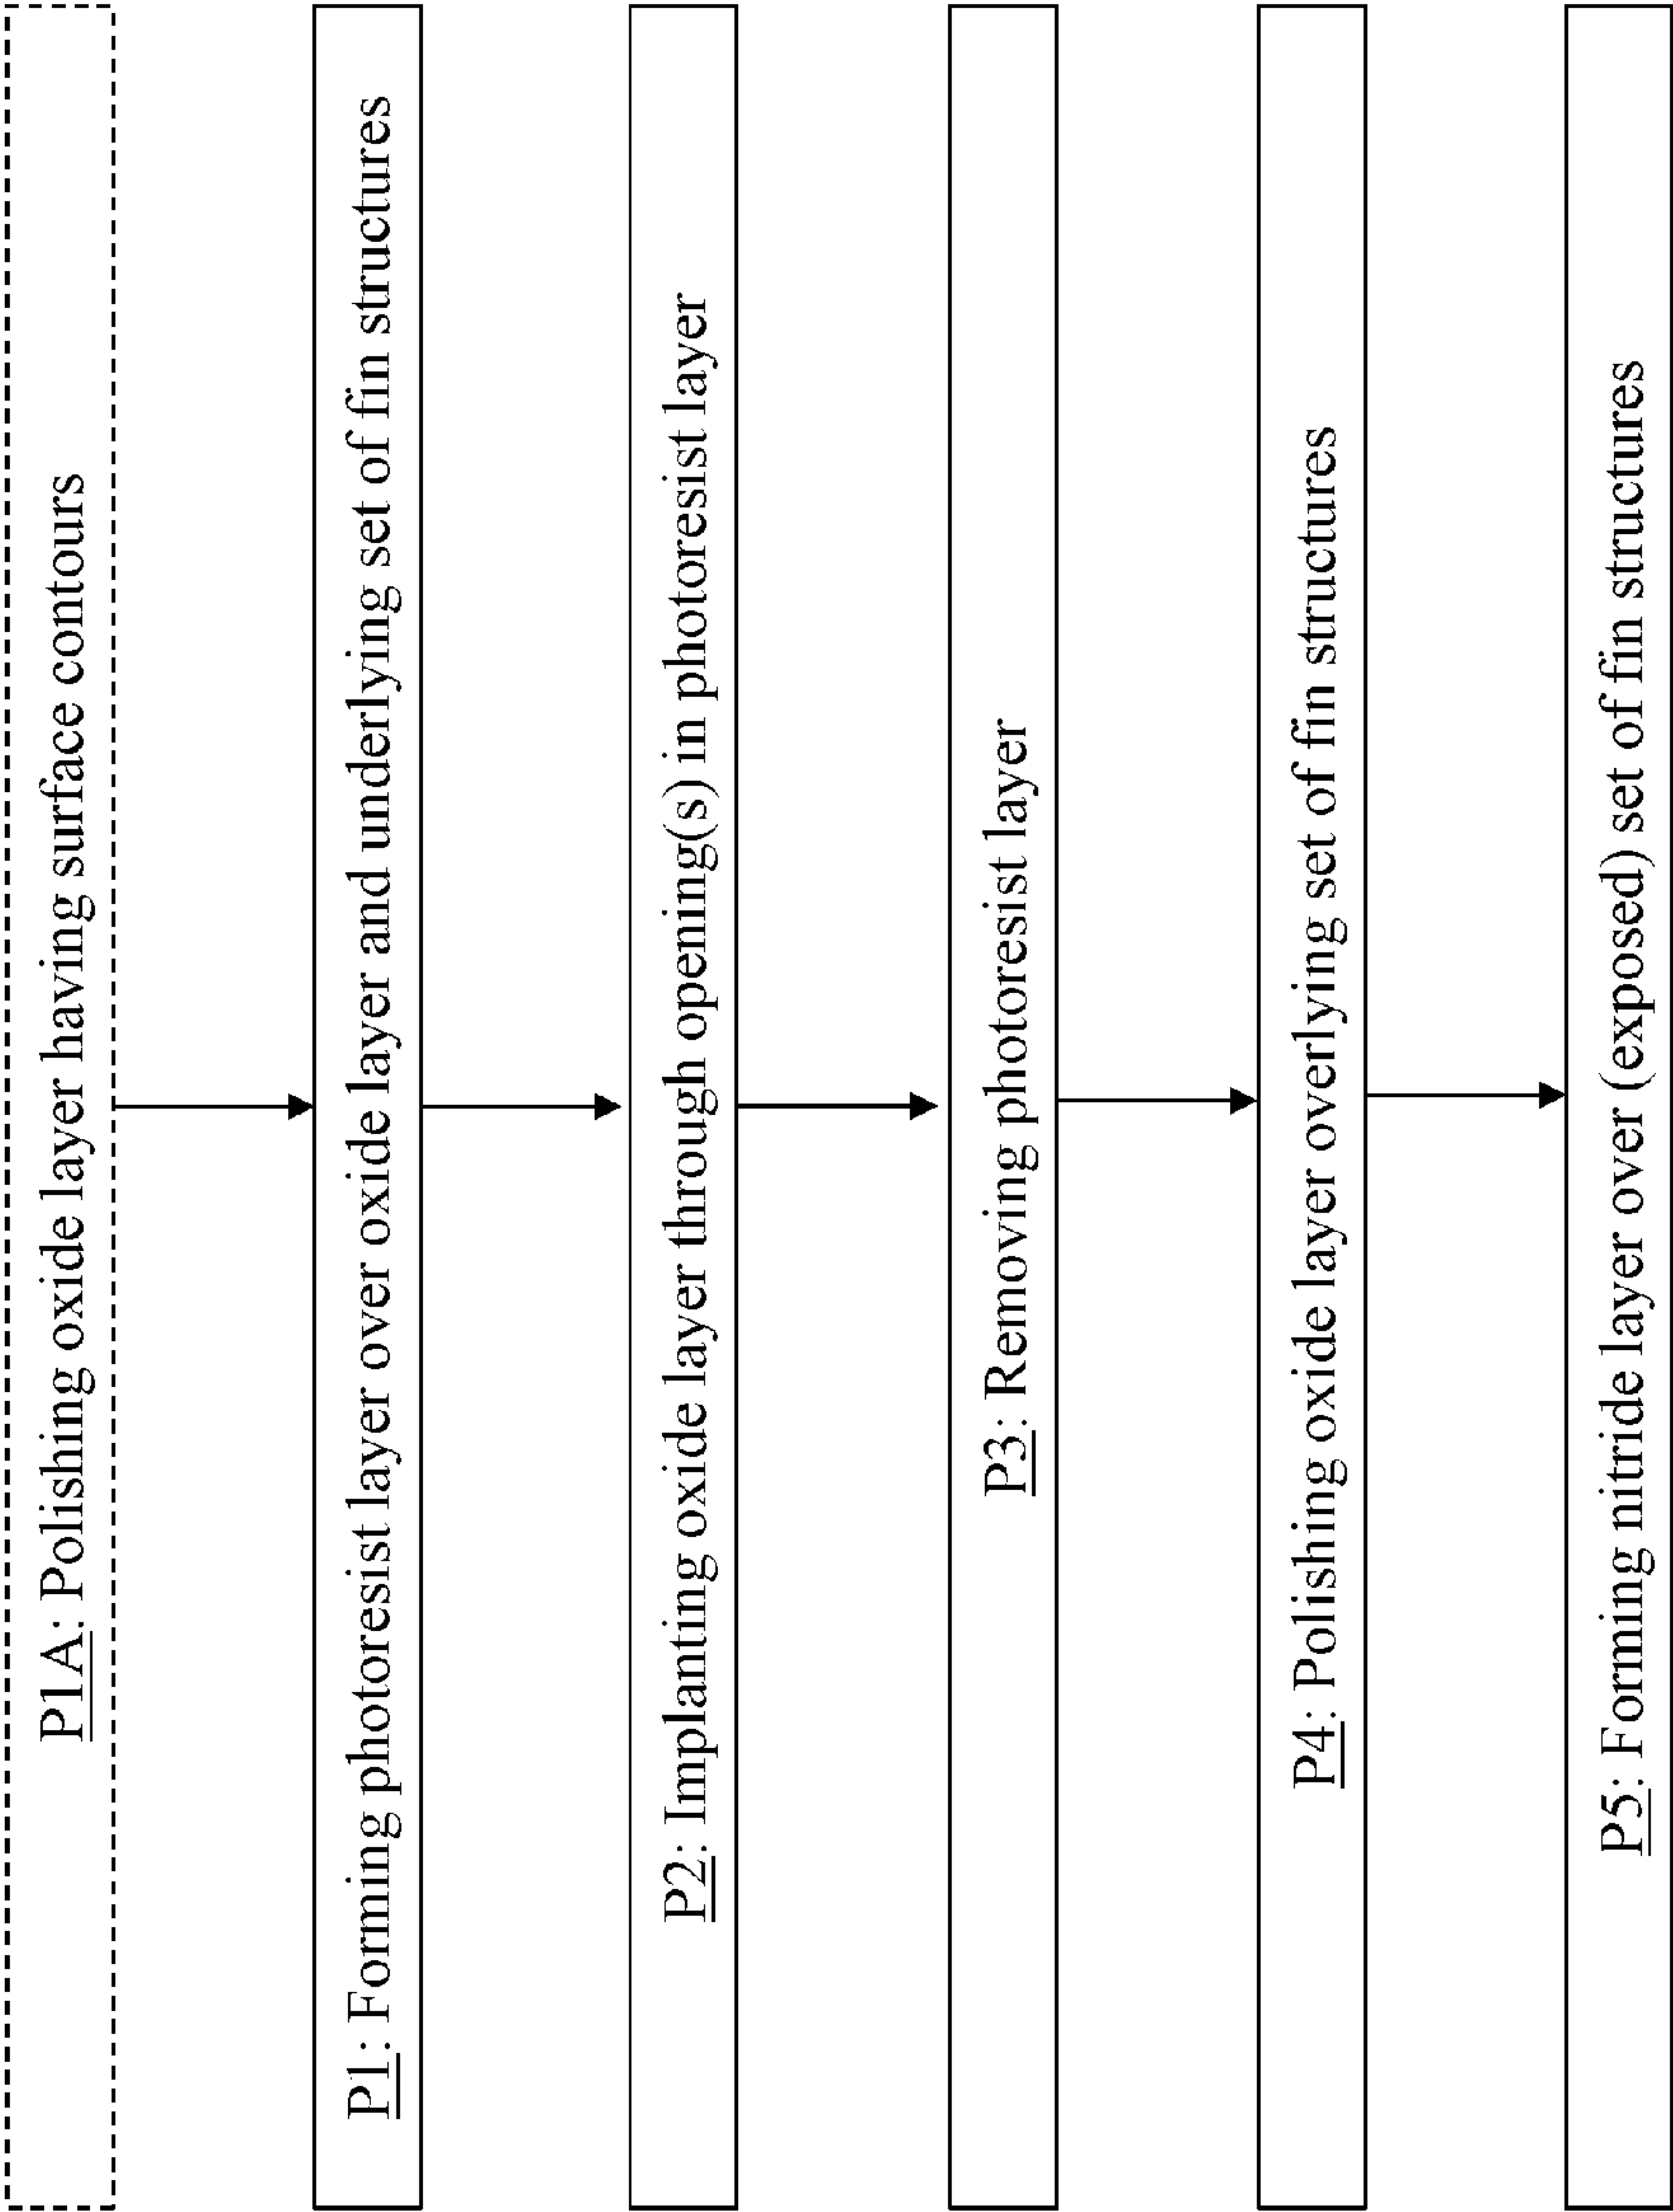 P1A: Polishing oxide layer having surface contours
P1: Forming photoresist layer over oxide layer and underlying set of fin structures
P2: Implanting oxide layer through opening(s) in photoresist layer
P3: Removing photoresist layer
P4: Polishing oxide layer overlying set of fin structures
P5: Forming nitride layer over (exposed) set of fin structures